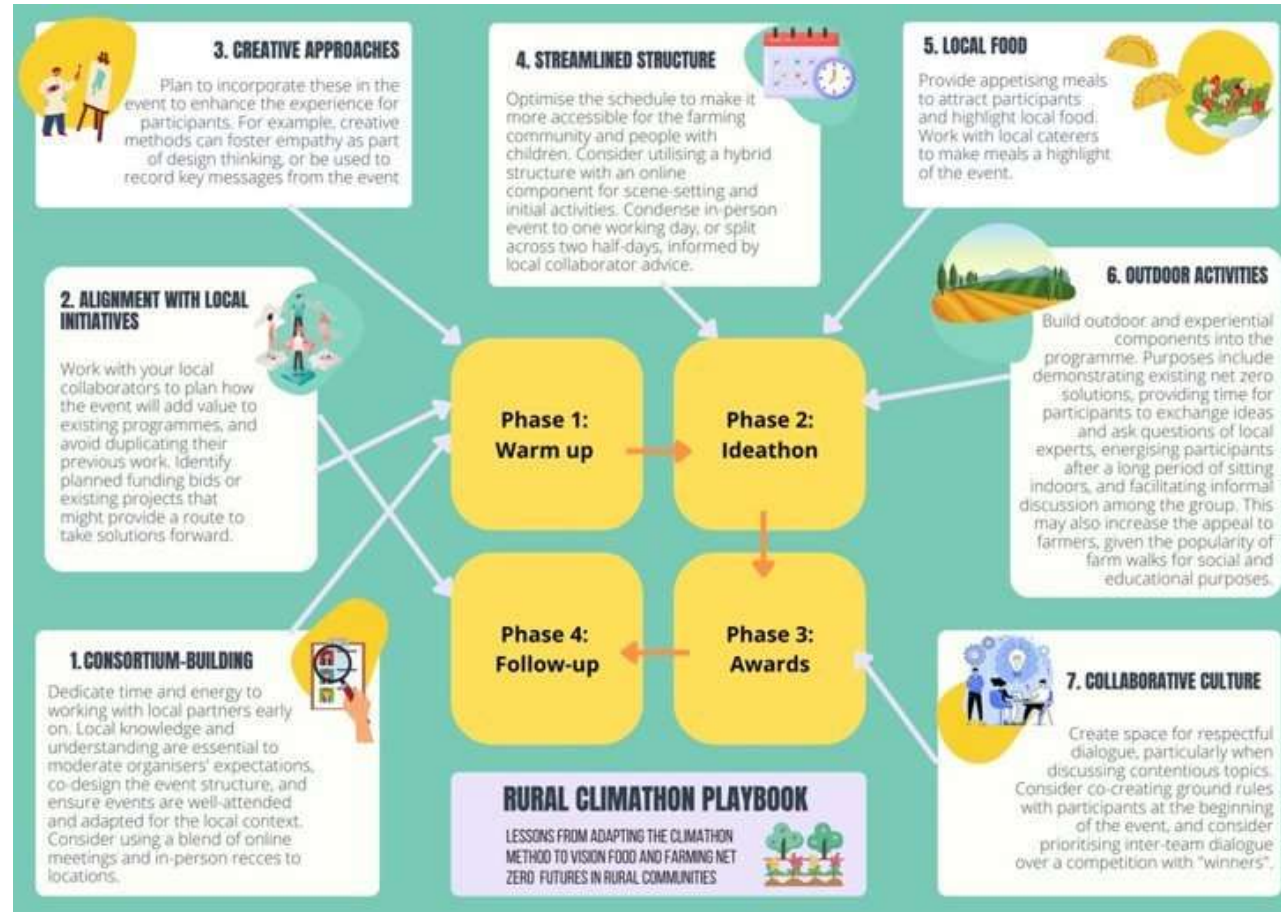 3. CREATIVE APPROACHES
Plan to incorporate these in the
event to enhance the experience for
participants. For example, creative
methods can foster empathy as part
of design thinking, or be used to
record key messages from the event
4. STREAMLINED STRUCTURE
Optimise the schedule to make it
more accessible for the farming
community and people with
children. Consider utilising a hybrid
structure with an online
component for scene-setting and
initial activities. Condense in-person
event to one working day, or split
across two half-days, informed by
local collaborator advice.
5. LOCAL FOOD
Provide appetising meals
to attract participants
and highlight local food.
Work with local caterers
to make meals a highlight
of the event.
2. ALIGNMENT WITH LOCAL
INITIATIVES
Work with your local
collaborators to plan how
the event will add value to
existing programmes, and
avoid duplicating their
previous work. Identify
planned funding bids or
existing projects that
might provide a route to
take solutions forward.
6. OUTDOOR ACTIVITIES
Build outdoor and experiential
components into the
programme. Purposes include
demonstrating existing net zero
solutions, providing time for
participants to exchange ideas
and ask questions of local
experts, energising participants
after a long period of sitting
indoors, and facilitating informal
discussion among the group. This
may also increase the appeal to
farmers, given the popularity of
farm walks for social and
educational purposes.
Phase 1:
Warm up
Phase 2:
Ideathon
Phase 4:
Follow-up
Phase 3:
Awards
1. CONSORTIUM-BUILDING
Dedicate time and energy to
working with local partners early
on. Local knowledge and
understanding are essential to
moderate organisers' expectations,
co-design the event structure, and
ensure events are well-attended
and adapted for the local context.
Consider using a blend of online
meetings and in-person recces to
locations.
7. COLLABORATIVE CULTURE
Create space for respectful
dialogue, particularly when
discussing contentious topics.
Consider co-creating ground rules
with participants at the beginning
of the event, and consider
prioritising inter-team dialogue
over a competition with "winners".
RURAL CLIMATHON PLAYBOOK
LESSONS FROM ADAPTING THE CLIMATHON
METHOD TO VISION FOOD AND FARMING NET
ZERO FUTURES IN RURAL COMMUNITIES